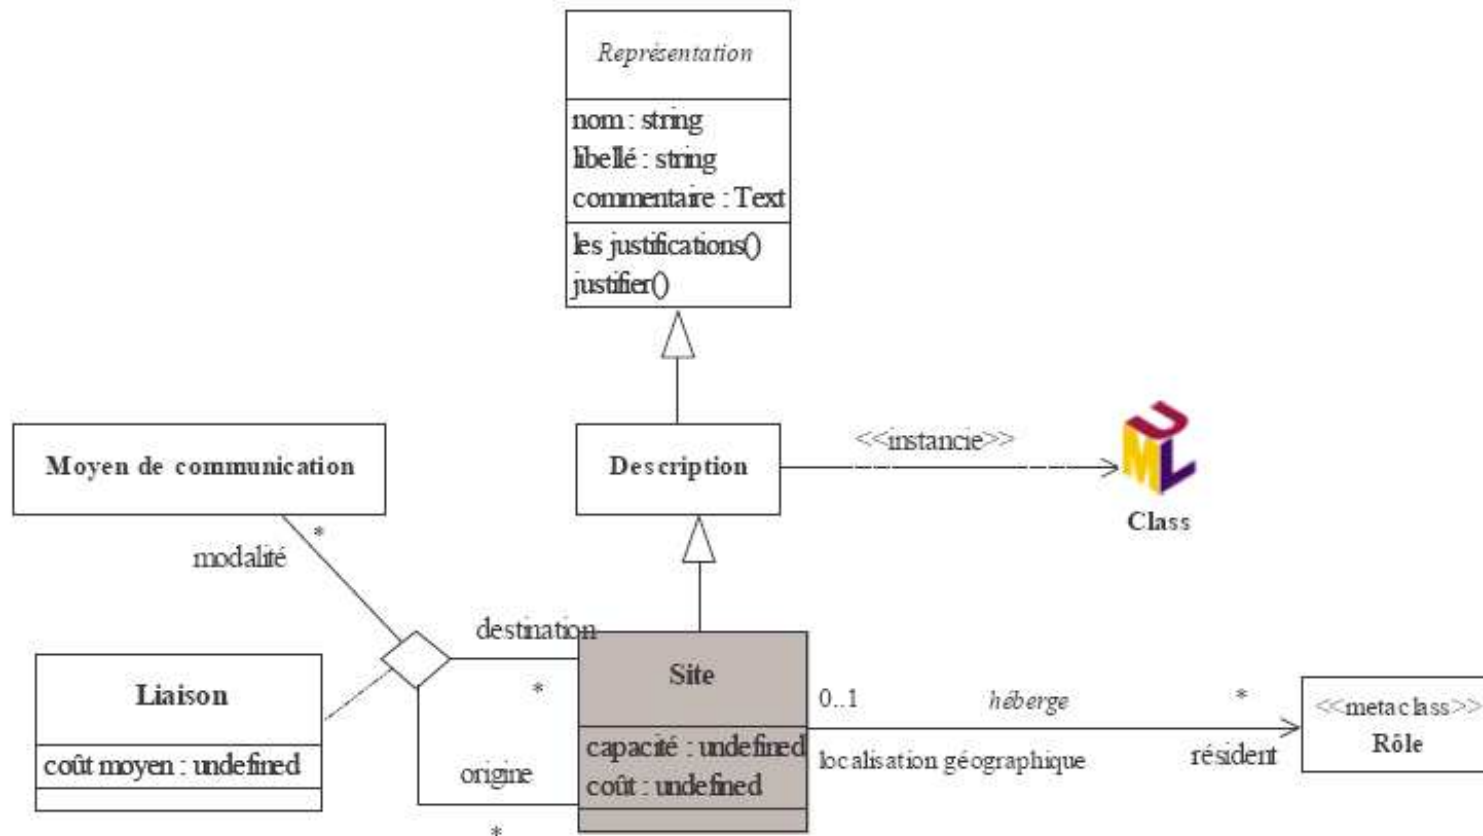 Représentation
nom : string
libellé : string
commentaire : Text
les justifications()
justifier()
Moyen de communication
Description
<<instancie>>
UML
Class
*
modalité
destination
*
Liaison
coût moyen : undefined
origine
*
Site
capacité : undefined
coût : undefined
0..1
héberge
*
localisation géographique
résident
<<metaclass>>
Rôle